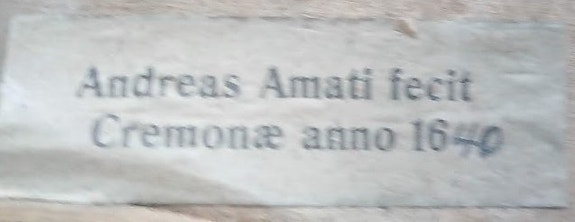 Andreas Amati fecit
Cremonæ anno 1640